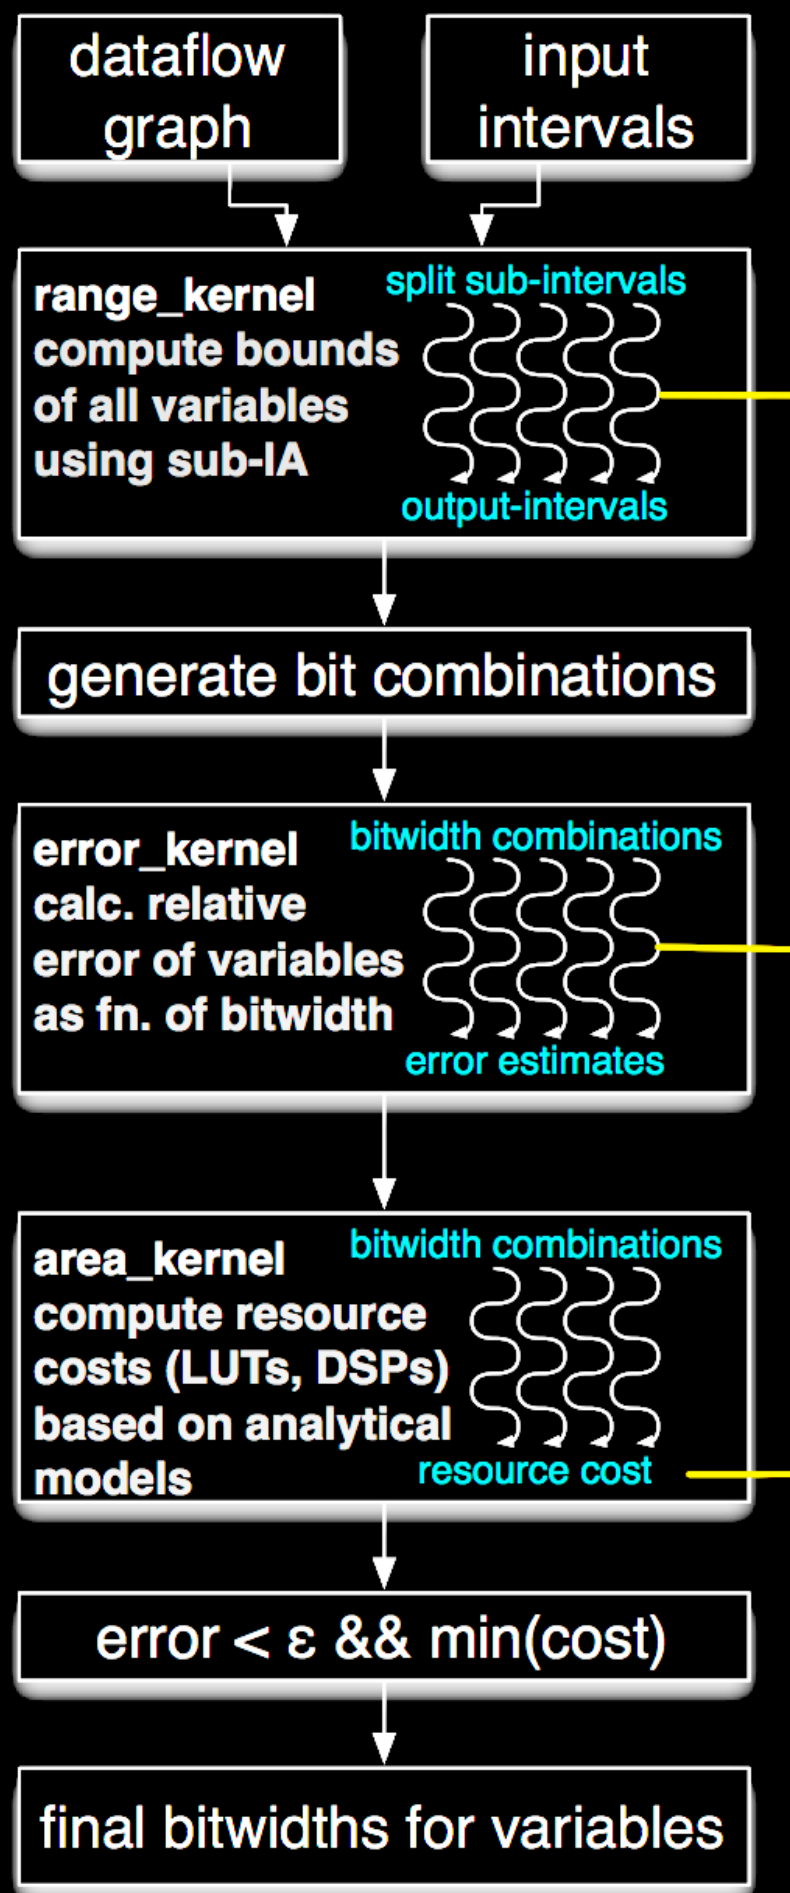 dataflow
graph
input
intervals
range_kernel
compute bounds
of all variables
using sub-IA
split sub-intervals
output-intervals
generate bit combinations
error_kernel
calc. relative
error of variables
as fn. of bitwidth
bitwidth combinations
error estimates
area_kernel
compute resource
costs (LUTs, DSPs)
based on analytical
models
bitwidth combinations
resource cost
error < ε && min(cost)
final bitwidths for variables